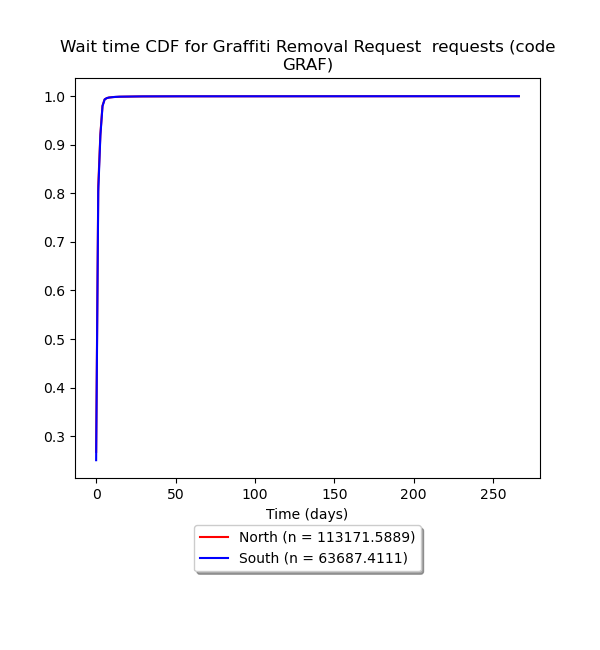 Wait time CDF for Graffiti Removal Request  requests (code
GRAF)
1.0
0.9
0.8
0.7
0.6
0.5
0.4
0.3
0 50 100 150 200 250
Time (days)
North (n = 113171.5889)
South (n = 63687.4111)